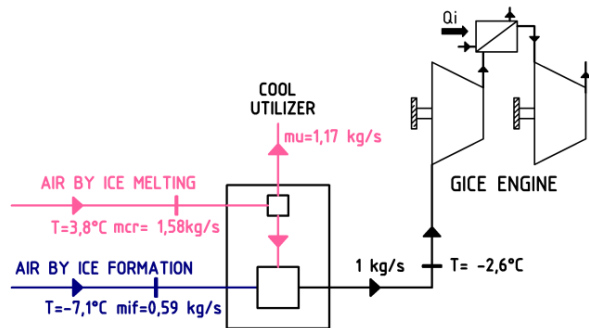 Qi
COOL
UTILIZER
mu=1,17 kg/s
AIR BY ICE MELTING
T=3,8°C mcr= 1,58kg/s
GICE ENGINE
AIR BY ICE FORMATION
1 kg/s
T= -2,6°C
T=-7,1°C mif=0,59 kg/s